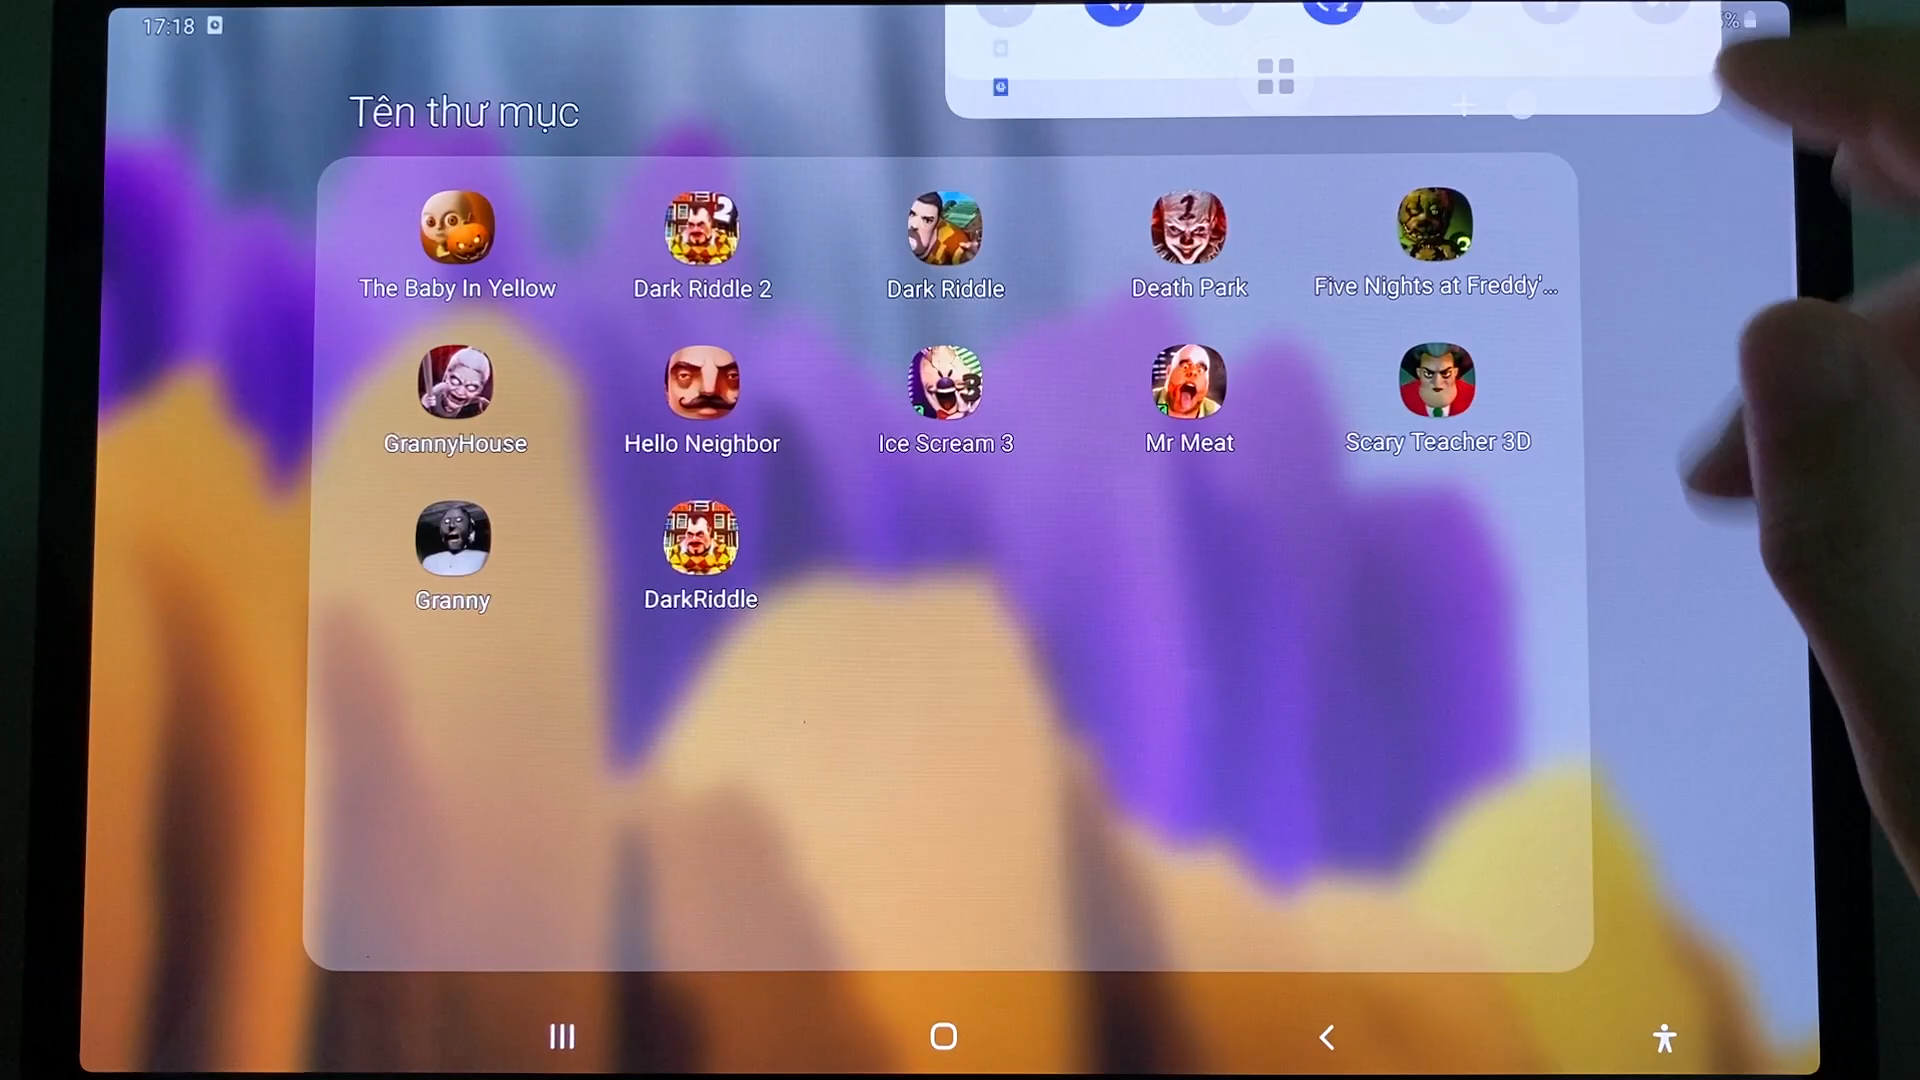 17:18
%
Tên thư mục
The Baby In Yellow
Dark Riddle 2
Dark Riddle
Death Park
Five Nights at Freddy'...
GrannyHouse
Hello Neighbor
Ice Scream 3
Mr Meat
Scary Teacher 3D
Granny
DarkRiddle